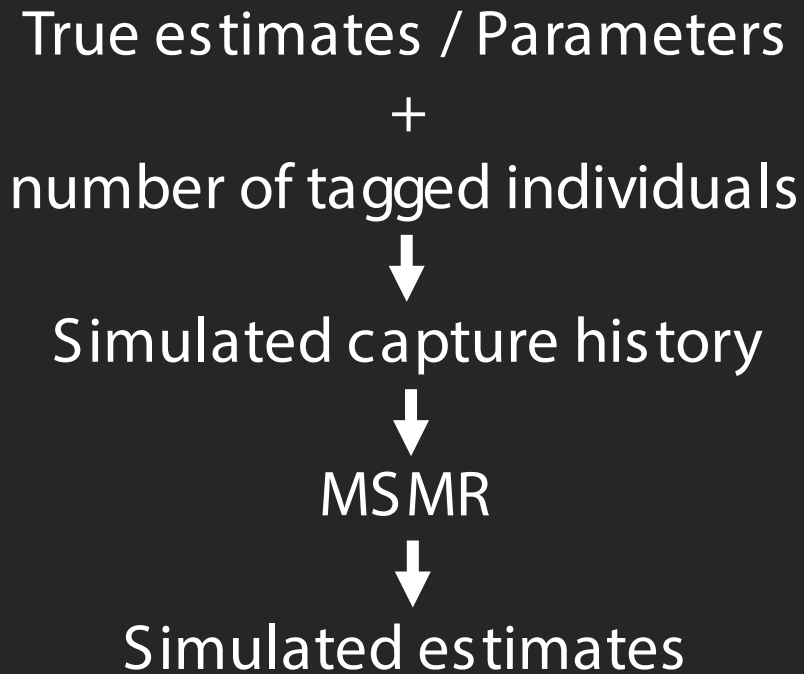 True estimates / Parameters
+
number of tagged individuals
Simulated capture history
MSMR
Simulated estimates